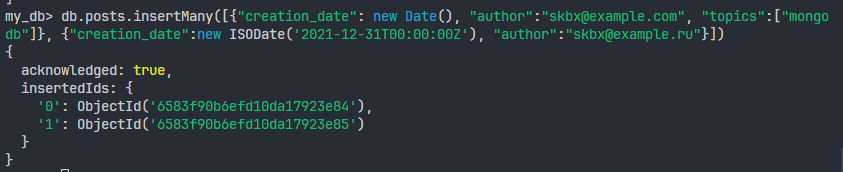 my_db> db.posts.insertMany([{"creation_date": new Date(), "author":"skbx@example.com", "topics":["mongo
db"]}, {"creation_date":new ISODate('2021-12-31T00:00:00Z'), "author":"skbx@example.ru"}])
{
  acknowledged: true,
  insertedIds: {
    '0': ObjectId('6583f90b6efd10da17923e84'),
    '1': ObjectId('6583f90b6efd10da17923e85')
  }
}